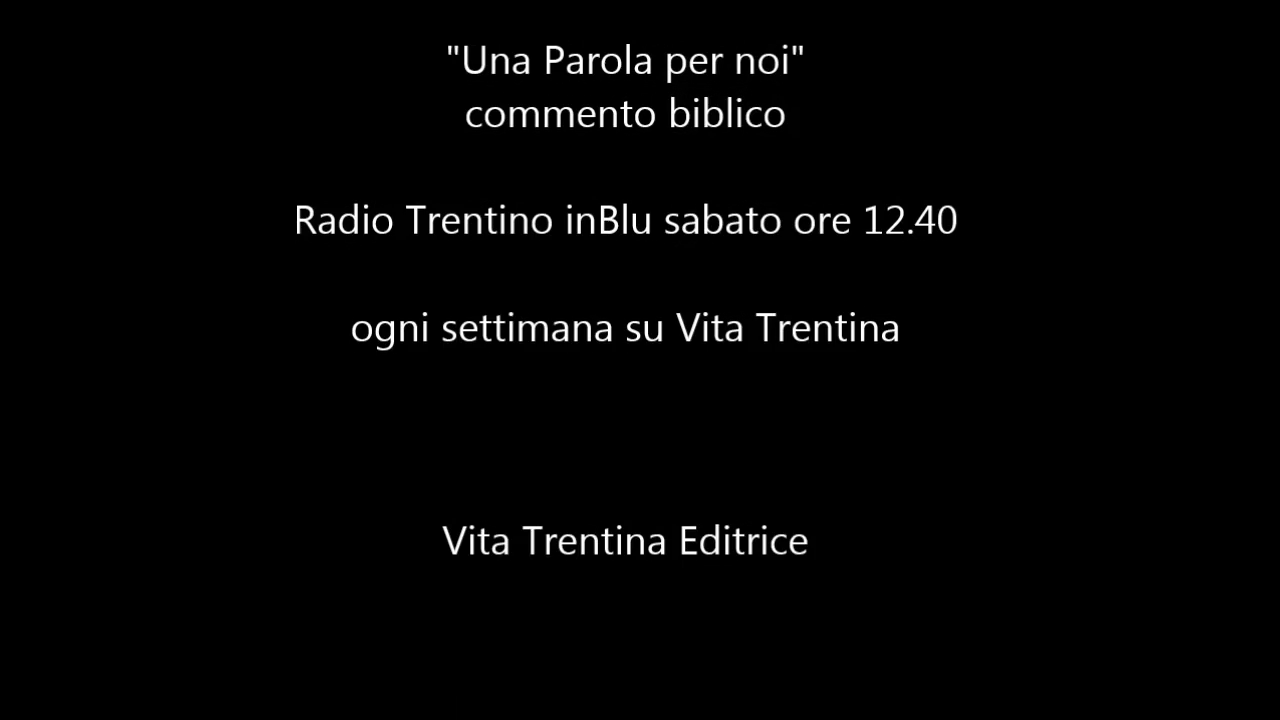 "Una Parola per noi"
commento biblico
Radio Trentino inBlu sabato ore 12.40
ogni settimana su Vita Trentina
Vita Trentina Editrice